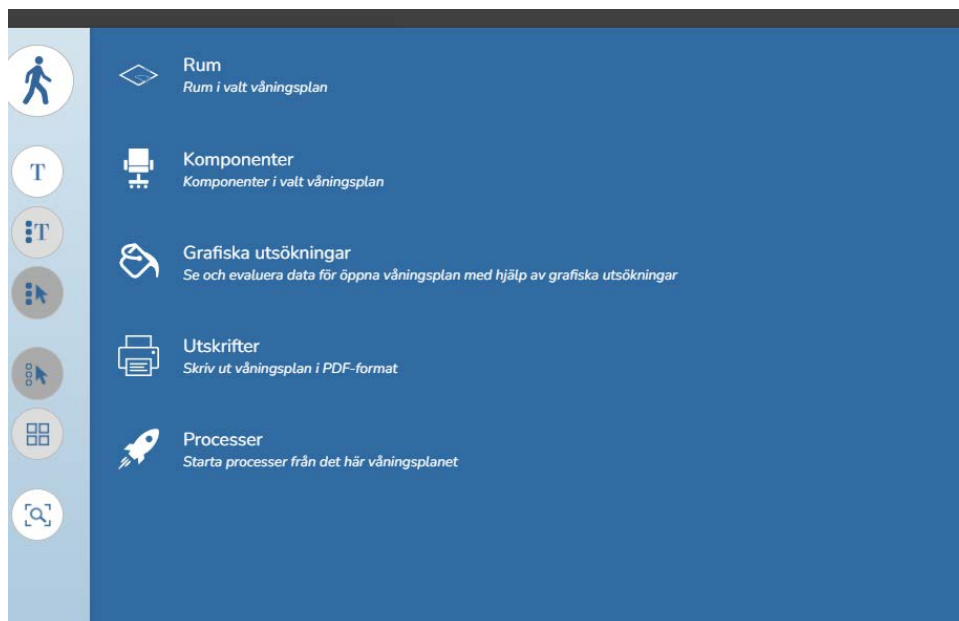 Rum
Rum i valt våningsplan
T
Komponenter
Komponenter i valt våningsplan
T
Grafiska utsökningar
Se och evaluera data för öppna våningsplan med hjälp av grafiska utsökningar
Utskrifter
Skriv ut våningsplan i PDF-format
Processer
Starta processer från det här våningsplanet